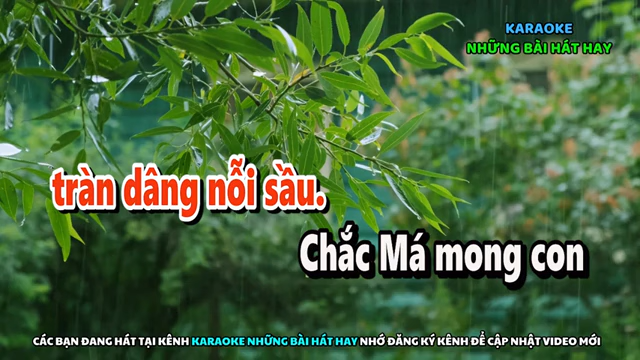 KARAOKE
NHỮNG BÀI HÁT HAY
tràn dâng nỗi sầu.
Chắc Má mong con
CÁC BẠN ĐANG HÁT TẠI KÊNH KARAOKE NHỮNG BÀI HÁT HAY NHỚ ĐĂNG KÝ KÊNH ĐỂ CẬP NHẬT VIDEO MỚI